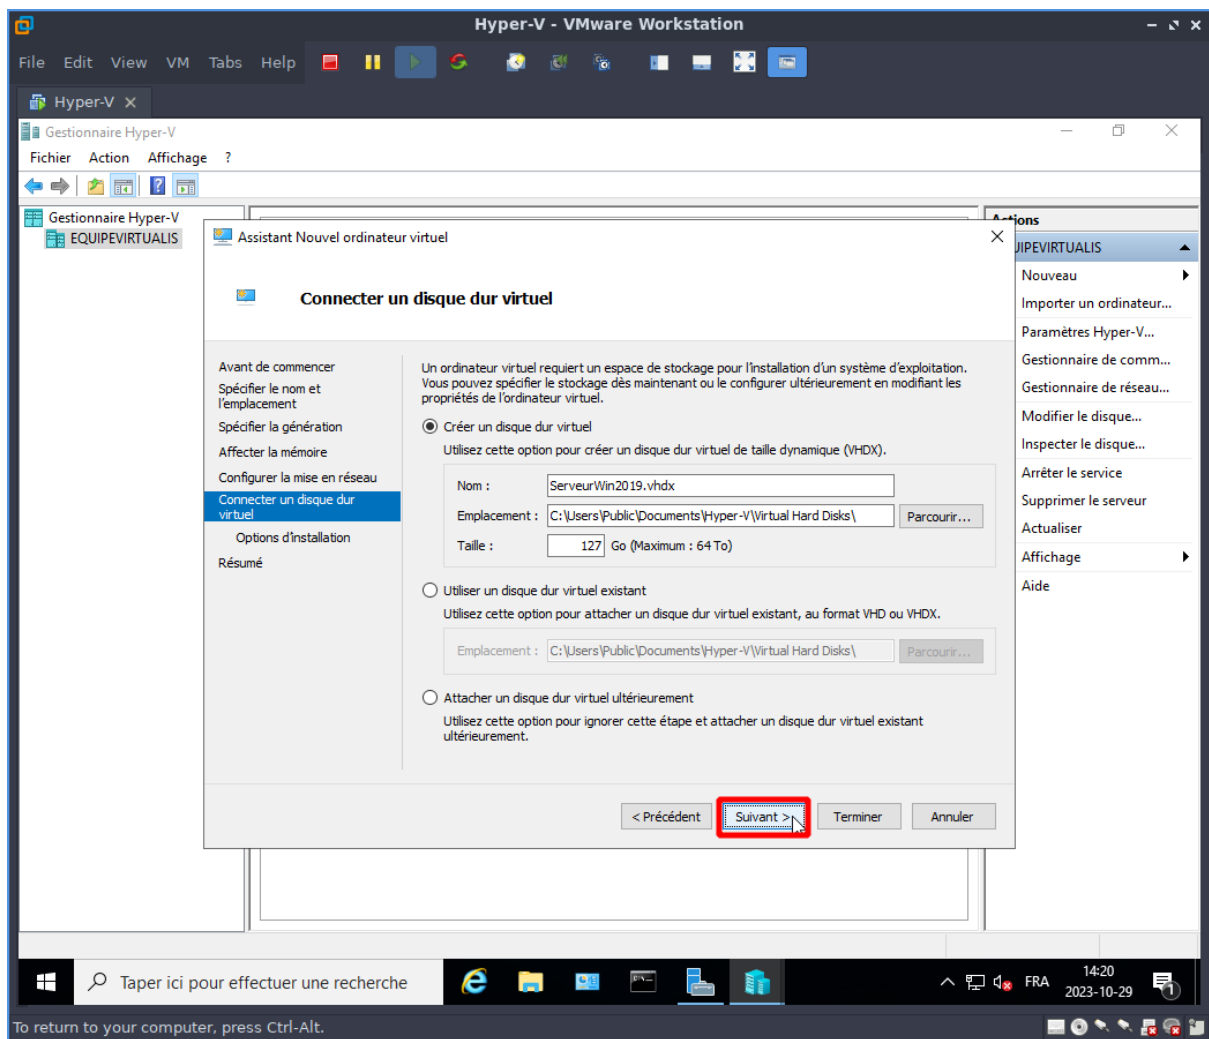 Hyper-V - VMware Workstation
File Edit View VM Tabs Help
Hyper-V
Gestionnaire Hyper-V
Fichier Action Affichage ?
Gestionnaire Hyper-V
EQUIPEVIRTUALIS
Assistant Nouvel ordinateur virtuel
Connecter un disque dur virtuel
Avant de commencer
Spécifier le nom et
l'emplacement
Spécifier la génération
Affecter la mémoire
Configurer la mise en réseau
Connecter un disque dur
virtuel
Options d'installation
Résumé
Un ordinateur virtuel requiert un espace de stockage pour l'installation d'un système d'exploitation.
Vous pouvez spécifier le stockage dès maintenant ou le configurer ultérieurement en modifiant les
propriétés de l'ordinateur virtuel.
Créer un disque dur virtuel
Utilisez cette option pour créer un disque dur virtuel de taille dynamique (VHDX).
Nom : ServeurWin2019.vhdx
Emplacement : C:\Users\Public\Documents\Hyper-V\Virtual Hard Disks\ Parcourir...
Taille : 127 Go (Maximum : 64 To)
Utiliser un disque dur virtuel existant
Utilisez cette option pour attacher un disque dur virtuel existant, au format VHD ou VHDX.
Emplacement : C:\Users\Public\Documents\Hyper-V\Virtual Hard Disks\ Parcourir...
Attacher un disque dur virtuel ultérieurement
Utilisez cette option pour ignorer cette étape et attacher un disque dur virtuel existant
ultérieurement.
< Précédent Suivant > Terminer Annuler
Actions
UIPEVIRTUALIS
Nouveau
Importer un ordinateur...
Paramètres Hyper-V...
Gestionnaire de comm...
Gestionnaire de réseau...
Modifier le disque...
Inspecter le disque...
Arrêter le service
Supprimer le serveur
Actualiser
Affichage
Aide
Taper ici pour effectuer une recherche
FRA
14:20
2023-10-29
1
To return to your computer, press Ctrl-Alt.